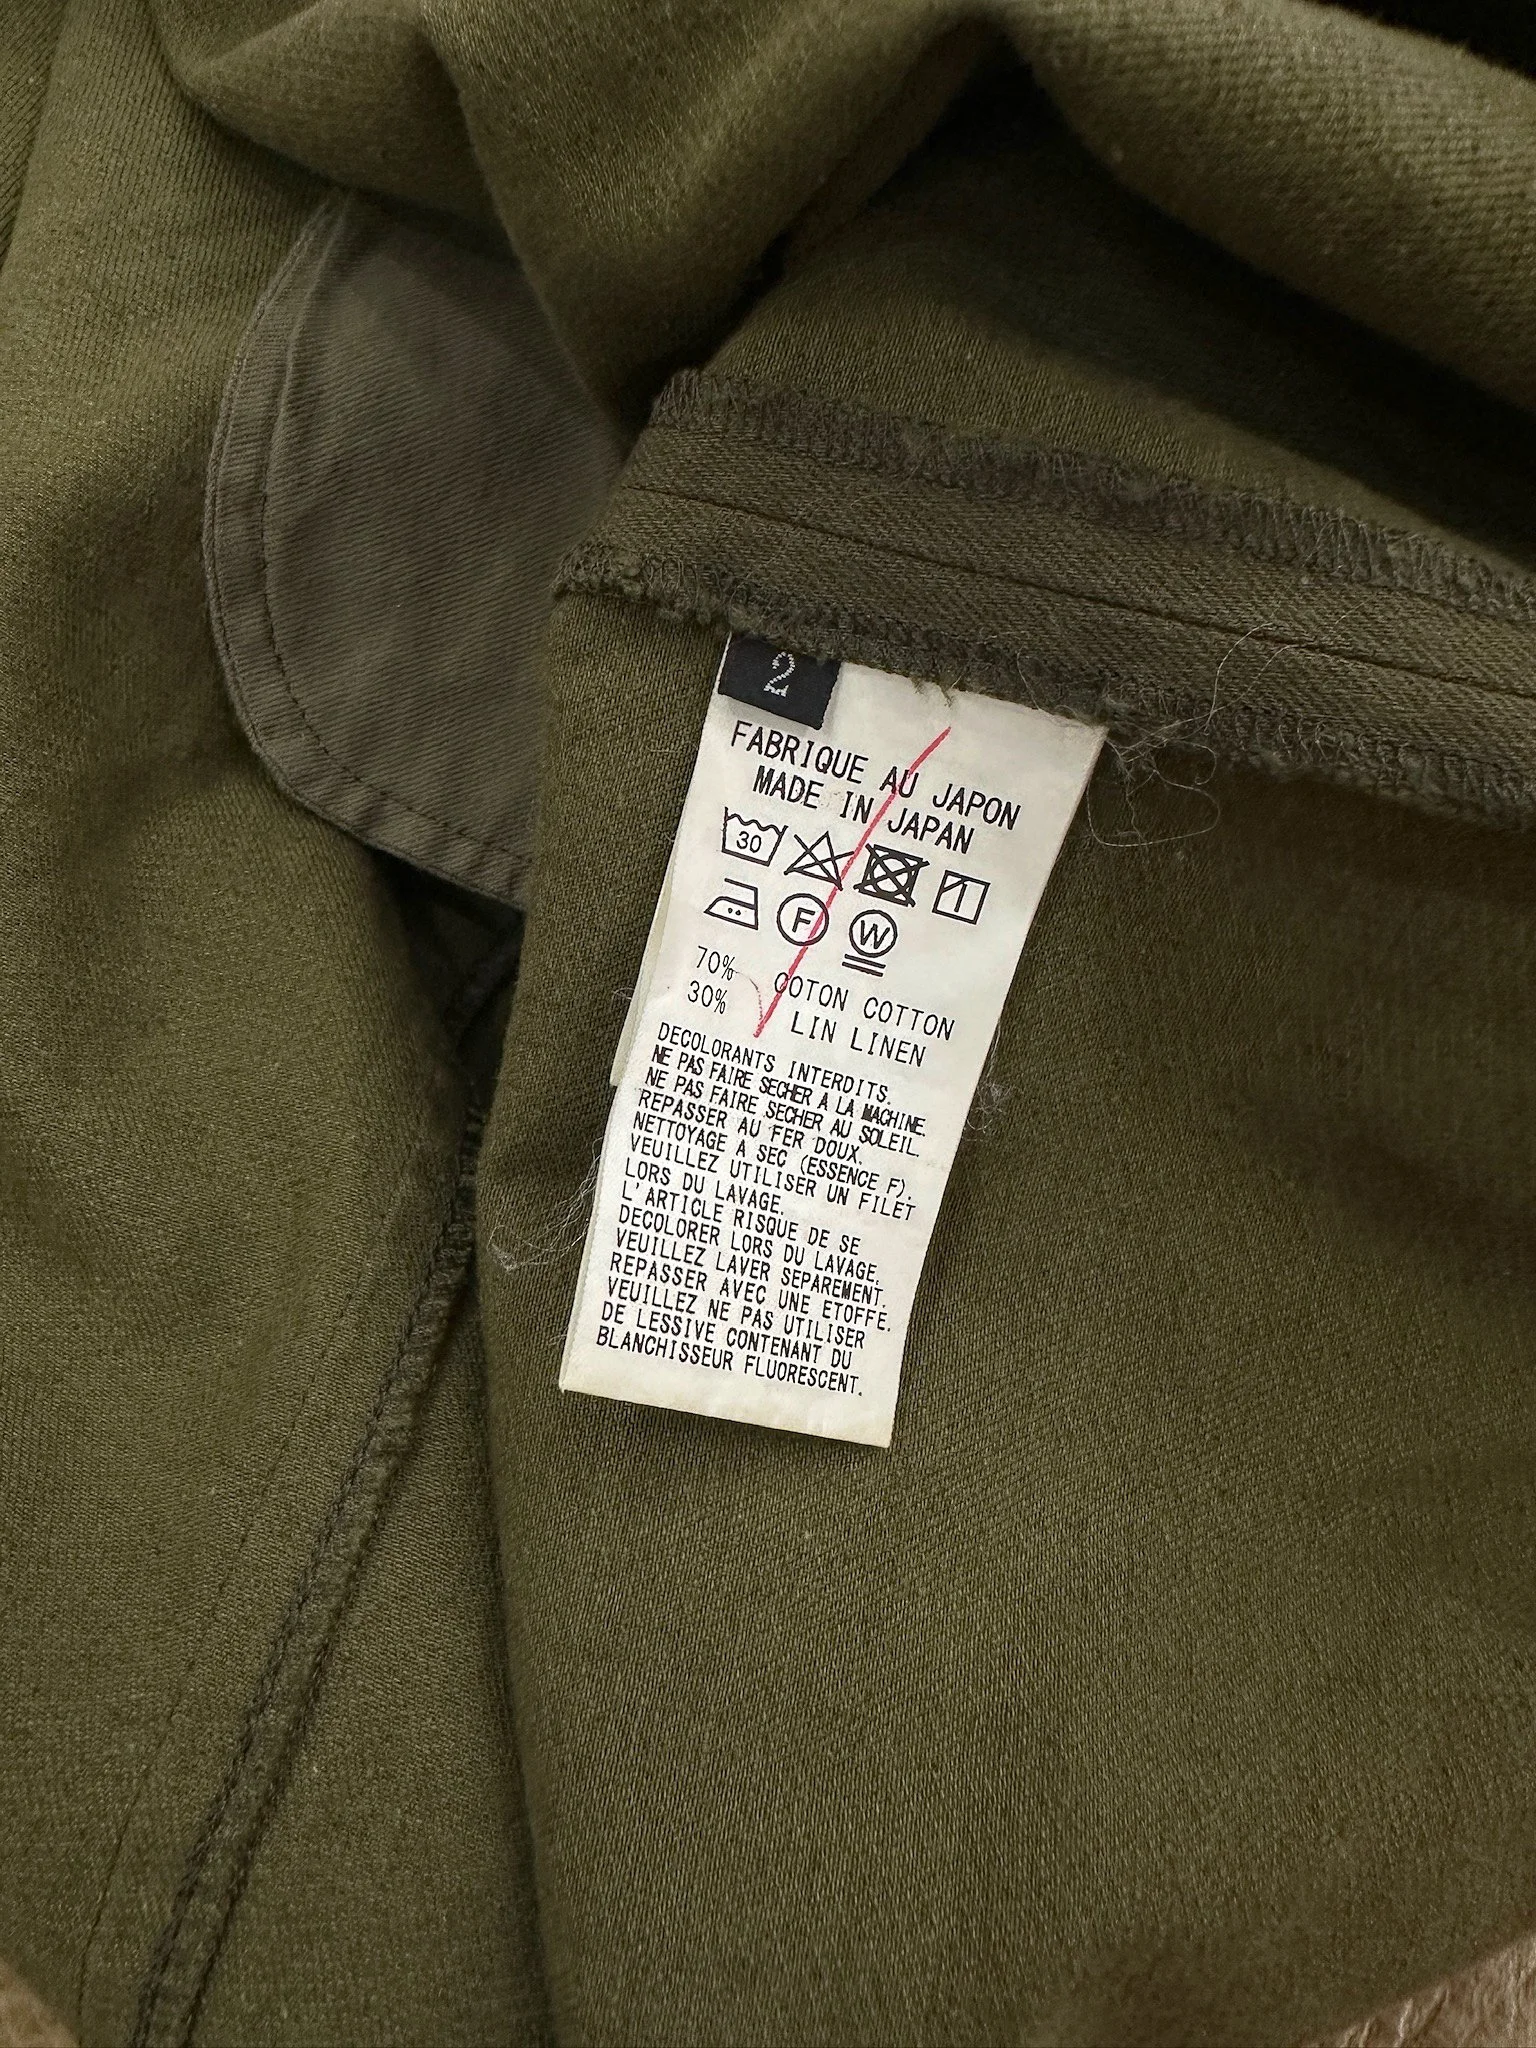 2
FABRIQUE AU JAPON
MADE IN JAPAN
30
1
F
W
70% COTON COTTON
30% LIN LINEN
DECOLORANTS INTERDITS.
NE PAS FAIRE SECHER A LA MACHINE.
NE PAS FAIRE SECHER AU SOLEIL.
REPASSER AU FER DOUX.
NETTOYAGE A SEC (ESSENCE F).
VEUILLEZ UTILISER UN FILET
LORS DU LAVAGE.
L'ARTICLE RISQUE DE SE
DECOLORER LORS DU LAVAGE.
VEUILLEZ LAVER SEPAREMENT.
REPASSER AVEC UNE ETOFFE.
VEUILLEZ NE PAS UTILISER
DE LESSIVE CONTENANT DU
BLANCHISSEUR FLUORESCENT.